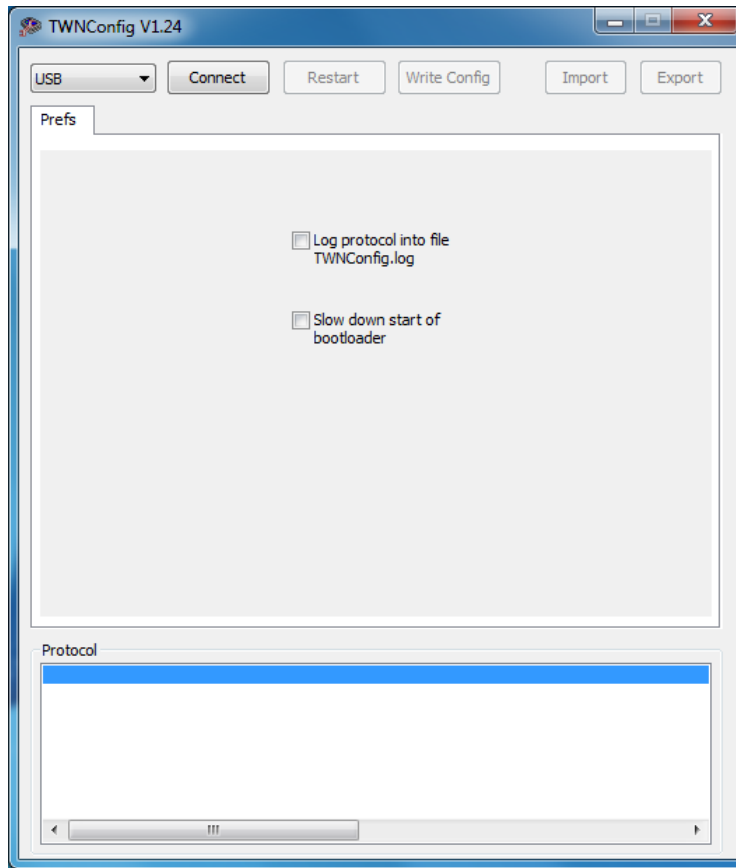 TWNConfig V1.24
USB
Connect
Restart
Write Config
Import
Export
Prefs
Log protocol into file
TWNConfig.log
Slow down start of
bootloader
Protocol